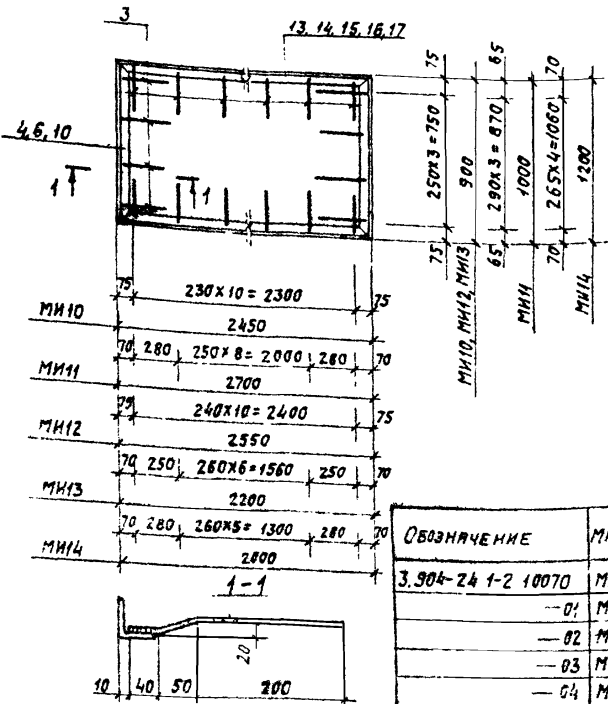 3
13, 14, 15, 16, 17
4,6,10
1
1
75
250х3=750
75
900
МИ10, МИ12, МИ13
65
290х3=870
65
1000
МИ11
70
265х4=1060
70
1200
МИ14
75
230х10=2300
75
МИ10
2450
70
280
250х8=2000
280
70
МИ11
2700
75
240х10=2400
75
МИ12
2550
70
250
260х6=1560
250
70
МИ13
2200
70
280
260х5=1300
280
70
МИ14
2000
1-1
20
10
40
50
200
ОБОЗНАЧЕНИЕ
3.904-24 1-2 10070
М
-01 М
-02 М
-03 М
-04 М